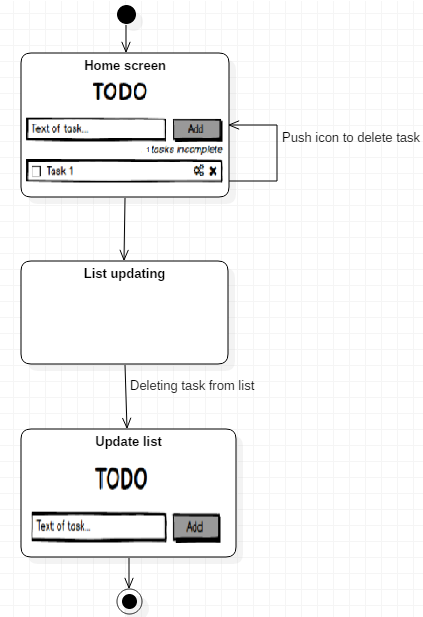 Home screen
TODO
Text of task...
Add
1 tasks incomplete
Task 1
Push icon to delete task
List updating
Deleting task from list
Update list
TODO
Text of task...
Add